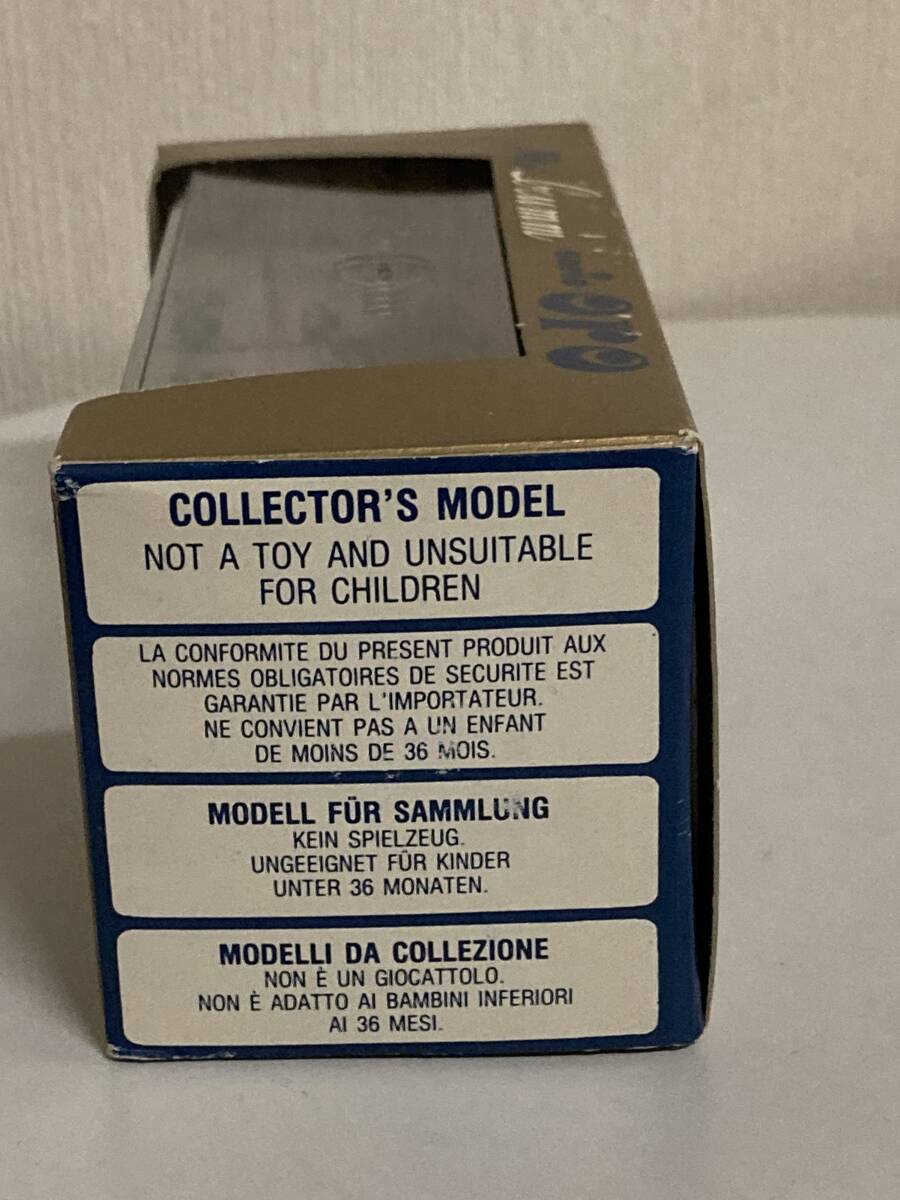 COLLECTOR'S MODEL
NOT A TOY AND UNSUITABLE
FOR CHILDREN
LA CONFORMITE DU PRESENT PRODUIT AUX
NORMES OBLIGATOIRES DE SECURITE EST
GARANTIE PAR L'IMPORTATEUR.
NE CONVIENT PAS A UN ENFANT
DE MOINS DE 36 MOIS.
MODELL FÜR SAMMLUNG
KEIN SPIELZEUG.
UNGEEIGNET FÜR KINDER
UNTER 36 MONATEN.
MODELLI DA COLLEZIONE
NON È UN GIOCATTOLO.
NON È ADATTO AI BAMBINI INFERIORI
AI 36 MESI.